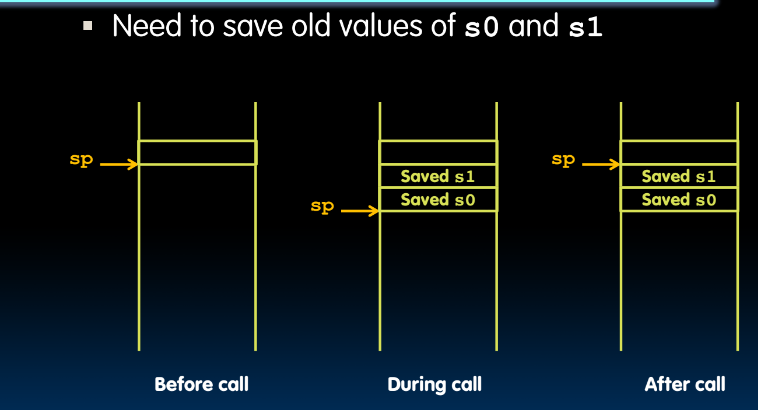 ▪ Need to save old values of s0 and s1
sp
sp
Saved s1
Saved s0
sp
Saved s1
Saved s0
Before call
During call
After call